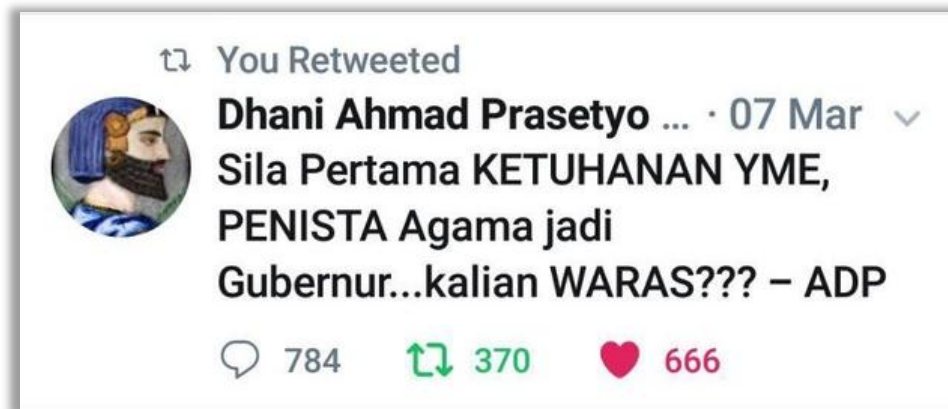 You Retweeted
Dhani Ahmad Prasetyo ... · 07 Mar
Sila Pertama KETUHANAN YME,
PENISTA Agama jadi
Gubernur...kalian WARAS??? – ADP
784 370 666